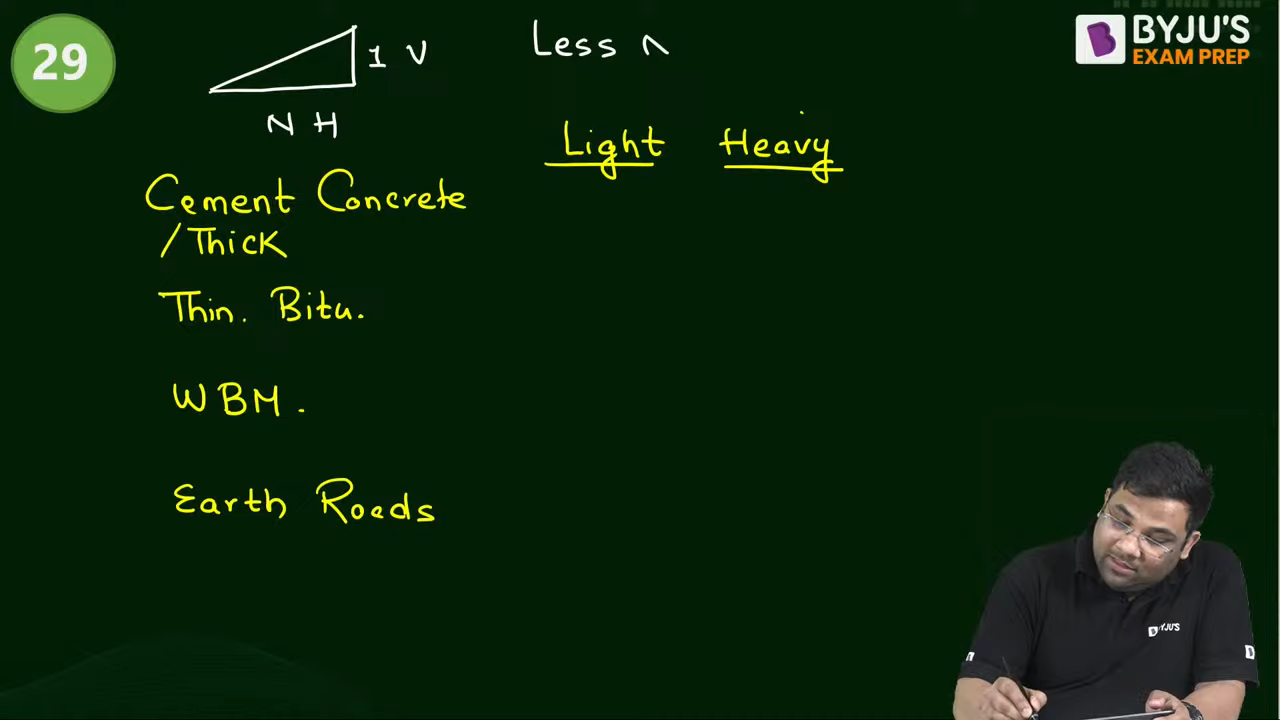 29
1 V
N H
Less N
BYJU'S
EXAM PREP
Light Heavy
Cement Concrete
/Thick
Thin. Bitu.
WBM.
Earth Roads
BYJU'S